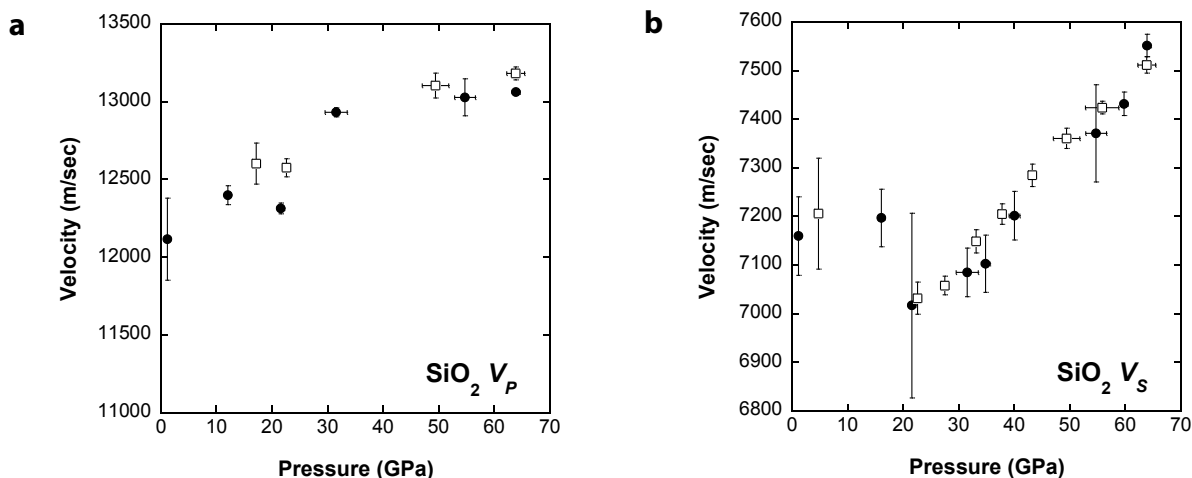 a
13500
13000
12500
12000
11500
11000
Velocity (m/sec)
SiO2 VP
0 10 20 30 40 50 60 70
Pressure (GPa)
b
7600
7500
7400
7300
7200
7100
7000
6900
6800
Velocity (m/sec)
SiO2 VS
0 10 20 30 40 50 60 70
Pressure (GPa)